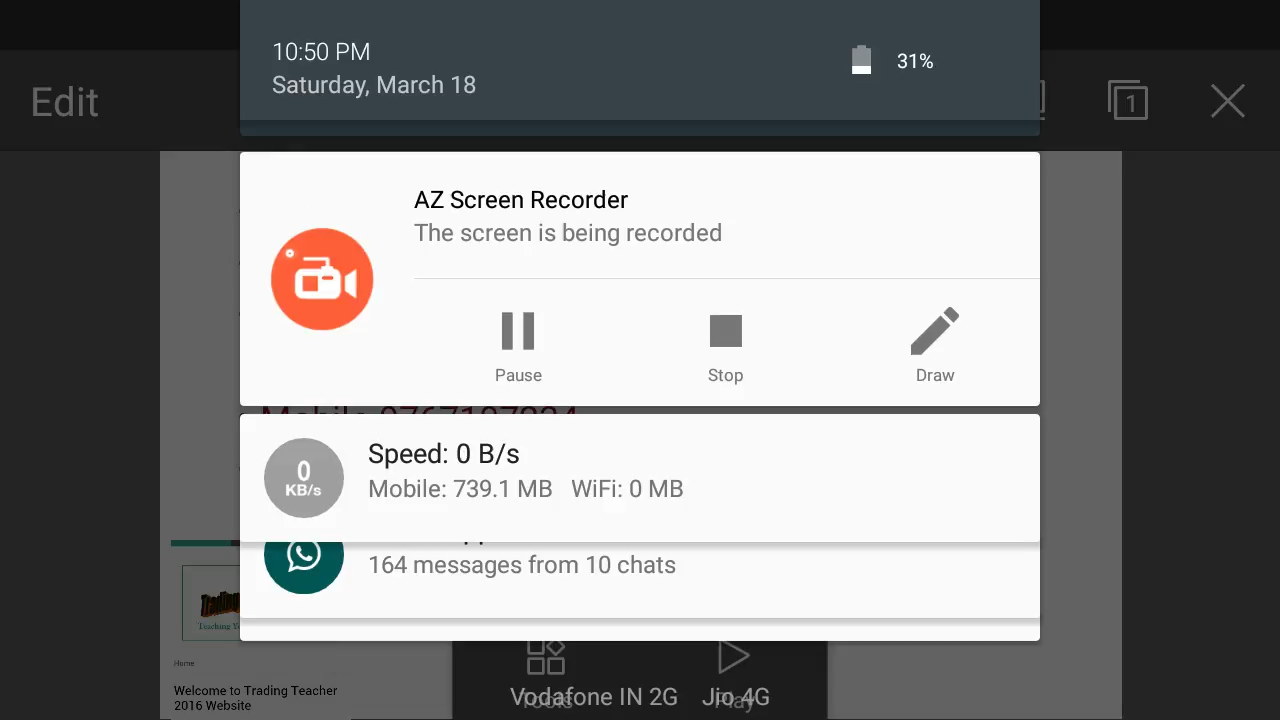 10:50 PM
31%
Saturday, March 18
Edit
1
AZ Screen Recorder
The screen is being recorded
Pause
Stop
Draw
0
KB/s
Speed: 0 B/s
Mobile: 739.1 MB WiFi: 0 MB
164 messages from 10 chats
Home
Welcome to Trading Teacher
2016 Website
Tools
Play
Vodafone IN 2G
Jio 4G